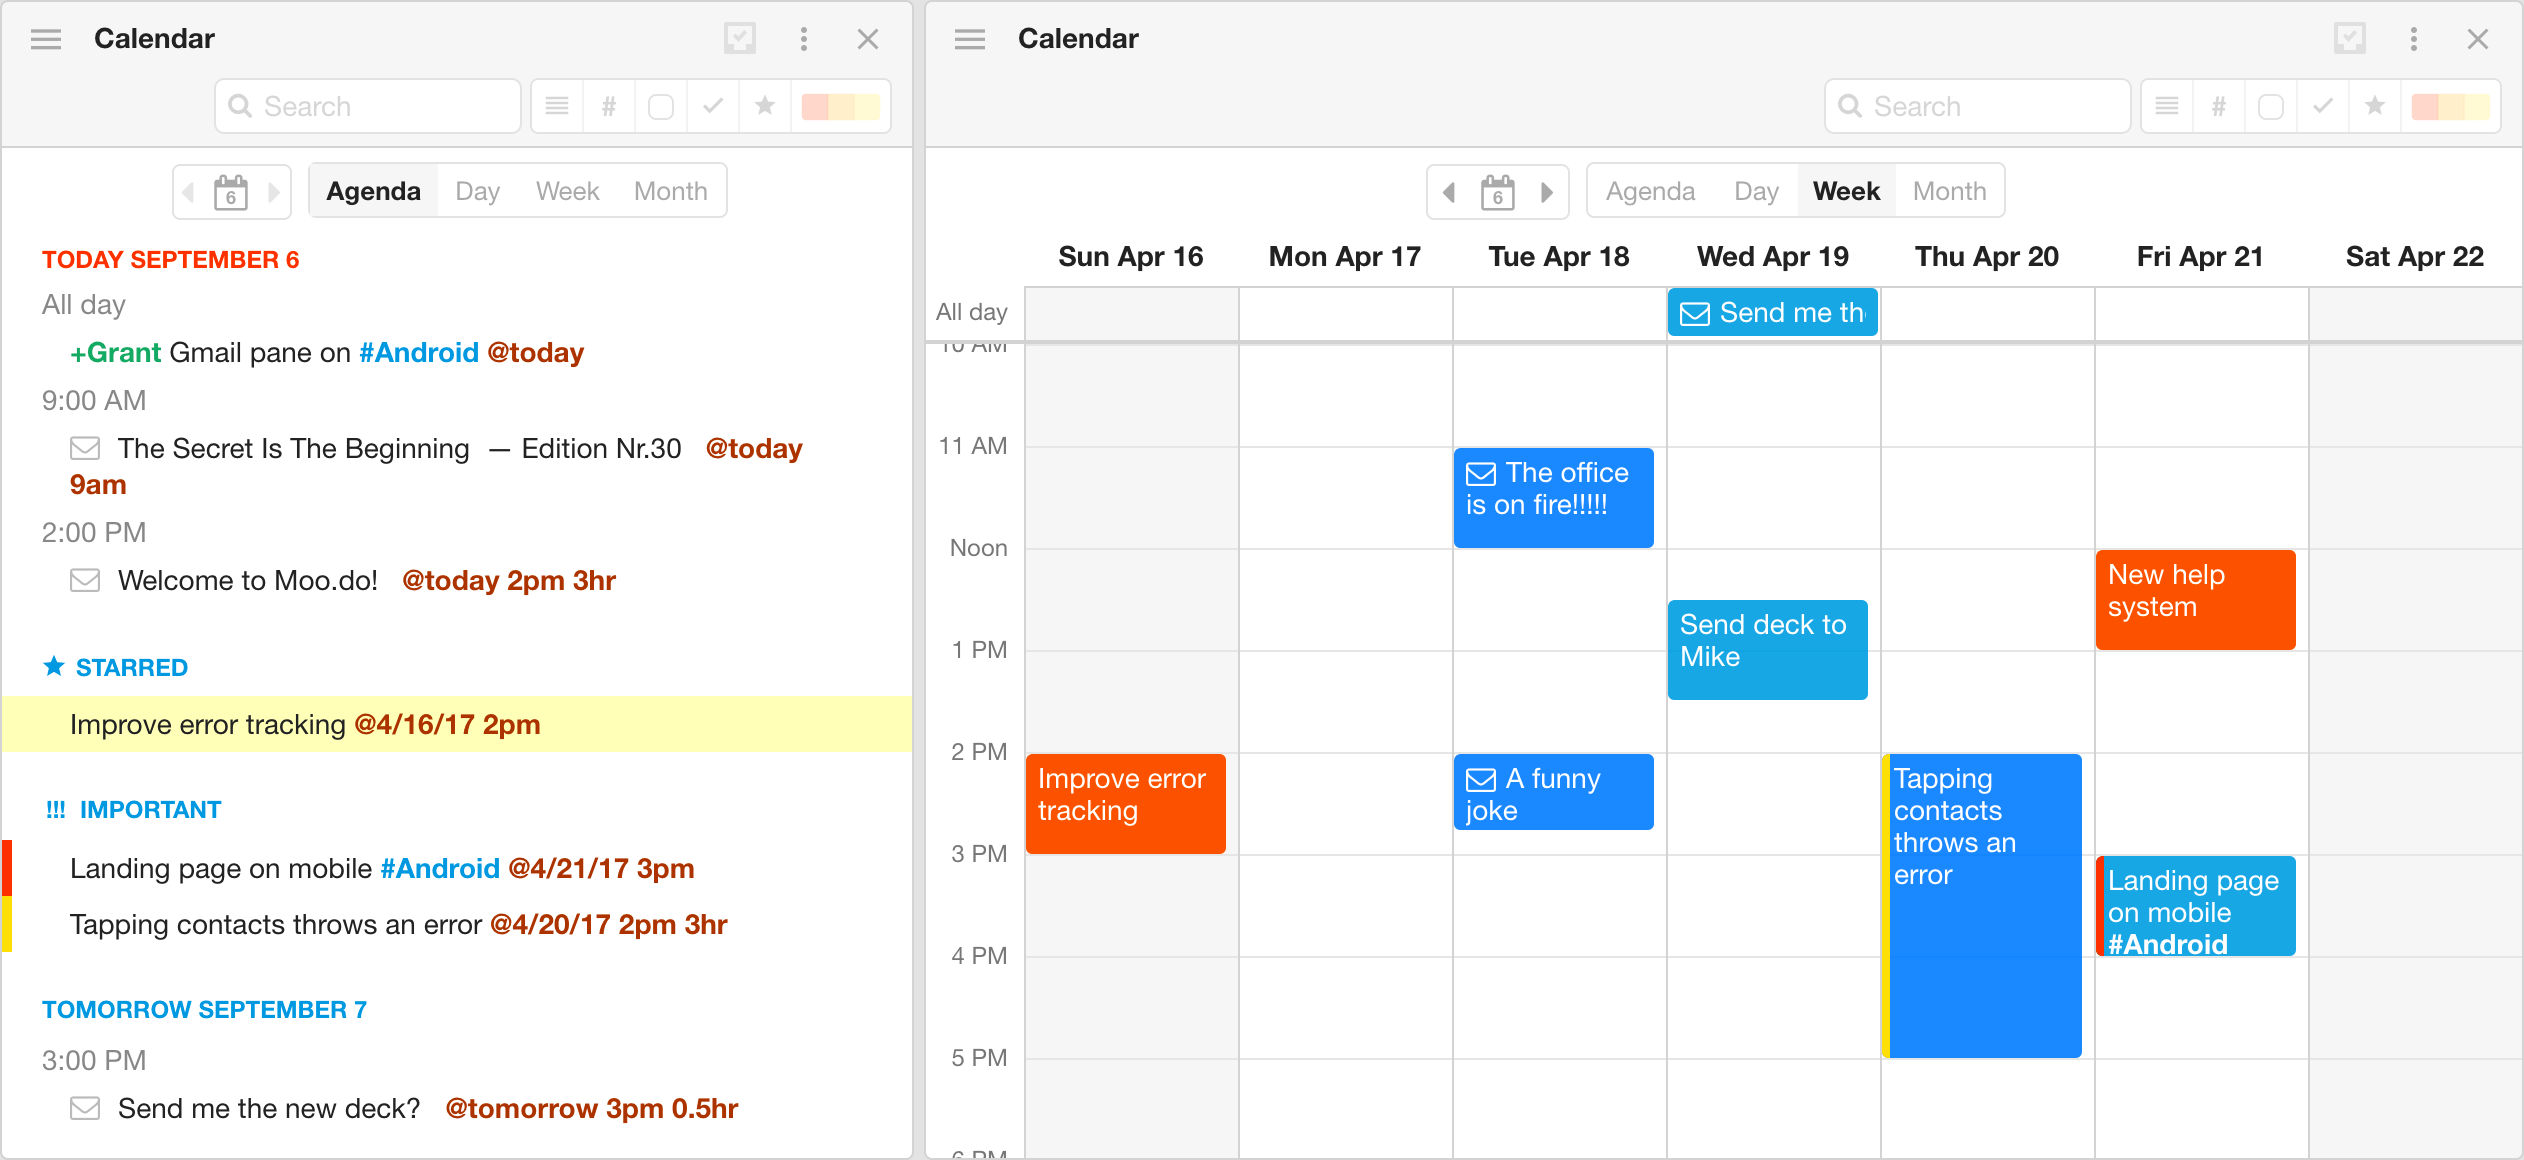 Calendar
Search
#
6
Agenda Day Week Month
TODAY SEPTEMBER 6
All day
+Grant Gmail pane on #Android @today
9:00 AM
The Secret Is The Beginning — Edition Nr.30 @today
9am
2:00 PM
Welcome to Moo.do! @today 2pm 3hr
STARRED
Improve error tracking @4/16/17 2pm
!!! IMPORTANT
Landing page on mobile #Android @4/21/17 3pm
Tapping contacts throws an error @4/20/17 2pm 3hr
TOMORROW SEPTEMBER 7
3:00 PM
Send me the new deck? @tomorrow 3pm 0.5hr
Calendar
Search
#
6
Agenda Day Week Month
Sun Apr 16 Mon Apr 17 Tue Apr 18 Wed Apr 19 Thu Apr 20 Fri Apr 21 Sat Apr 22
All day
Send me th
10 AM
11 AM
The office
is on fire!!!!!
Noon
New help
system
Send deck to
Mike
1 PM
2 PM
Improve error
tracking
A funny
joke
Tapping
contacts
throws an
error
3 PM
Landing page
on mobile
#Android
4 PM
5 PM
6 PM